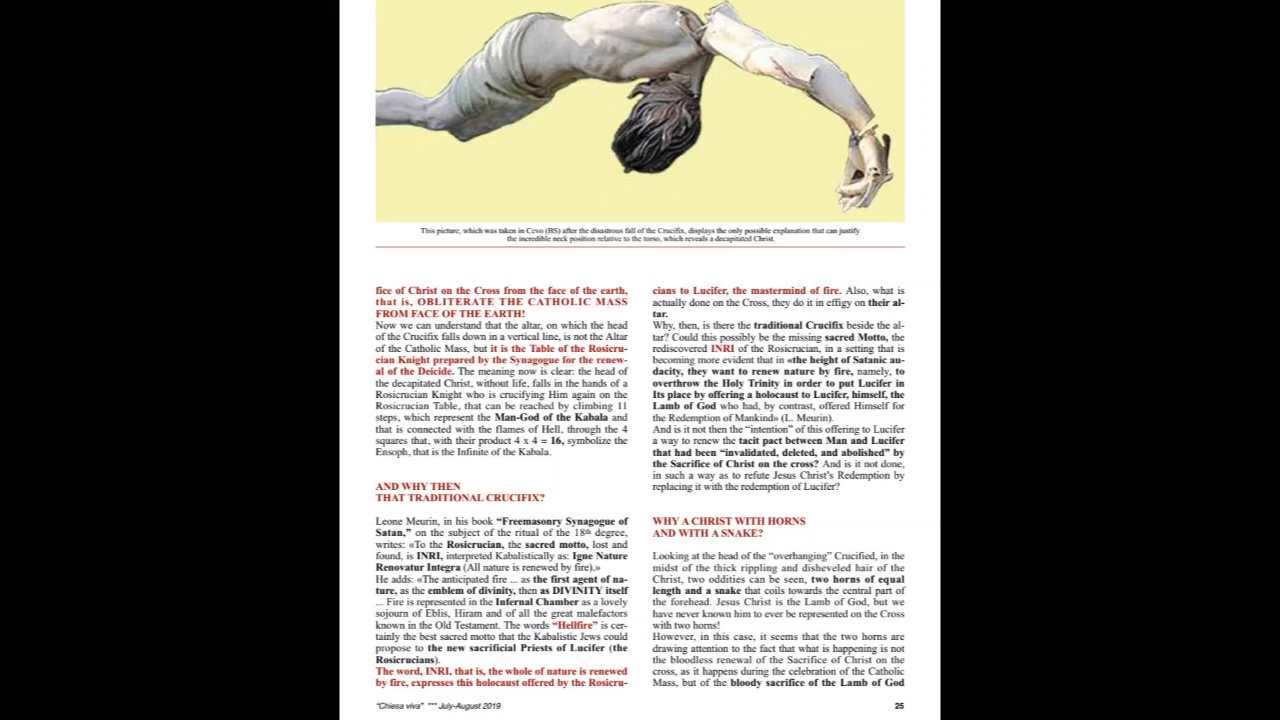 This picture, which was taken in Cevo (BS) after the disastrous fall of the Crucifix, displays the only possible explanation that can justify
the incredible neck position relative to the torso, which reveals a decapitated Christ.
fice of Christ on the Cross from the face of the earth,
that is, OBLITERATE THE CATHOLIC MASS
FROM FACE OF THE EARTH!
Now we can understand that the altar, on which the head
of the Crucifix falls down in a vertical line, is not the Altar
of the Catholic Mass, but it is the Table of the Rosicru-
cian Knight prepared by the Synagogue for the renew-
al of the Deicide. The meaning now is clear: the head of
the decapitated Christ, without life, falls in the hands of a
Rosicrucian Knight who is crucifying Him again on the
Rosicrucian Table, that can be reached by climbing 11
steps, which represent the Man-God of the Kabala and
that is connected with the flames of Hell, through the 4
squares that, with their product 4 x 4 = 16, symbolize the
Ensoph, that is the Infinite of the Kabala.
AND WHY THEN
THAT TRADITIONAL CRUCIFIX?
Leone Meurin, in his book “Freemasonry Synagogue of
Satan,” on the subject of the ritual of the 18th degree,
writes: «To the Rosicrucian, the sacred motto, lost and
found, is INRI, interpreted Kabalistically as: Igne Nature
Renovatur Integra (All nature is renewed by fire).»
He adds: «The anticipated fire ... as the first agent of na-
ture, as the emblem of divinity, then as DIVINITY itself
... Fire is represented in the Infernal Chamber as a lovely
sojourn of Eblis, Hiram and of all the great malefactors
known in the Old Testament. The words “Hellfire” is cer-
tainly the best sacred motto that the Kabalistic Jews could
propose to the new sacrificial Priests of Lucifer (the
Rosicrucians).
The word, INRI, that is, the whole of nature is renewed
by fire, expresses this holocaust offered by the Rosicru-
cians to Lucifer, the mastermind of fire. Also, what is
actually done on the Cross, they do it in effigy on their al-
tar.
Why, then, is there the traditional Crucifix beside the al-
tar? Could this possibly be the missing sacred Motto, the
rediscovered INRI of the Rosicrucian, in a setting that is
becoming more evident that in «the height of Satanic au-
dacity, they want to renew nature by fire, namely, to
overthrow the Holy Trinity in order to put Lucifer in
Its place by offering a holocaust to Lucifer, himself, the
Lamb of God who had, by contrast, offered Himself for
the Redemption of Mankind» (L. Meurin).
And is it not then the “intention” of this offering to Lucifer
a way to renew the tacit pact between Man and Lucifer
that had been “invalidated, deleted, and abolished” by
the Sacrifice of Christ on the cross? And is it not done,
in such a way as to refute Jesus Christ’s Redemption by
replacing it with the redemption of Lucifer?
WHY A CHRIST WITH HORNS
AND WITH A SNAKE?
Looking at the head of the “overhanging” Crucified, in the
midst of the thick rippling and disheveled hair of the
Christ, two oddities can be seen, two horns of equal
length and a snake that coils towards the central part of
the forehead. Jesus Christ is the Lamb of God, but we
have never known him to ever be represented on the Cross
with two horns!
However, in this case, it seems that the two horns are
drawing attention to the fact that what is happening is not
the bloodless renewal of the Sacrifice of Christ on the
cross, as it happens during the celebration of the Catholic
Mass, but of the bloody sacrifice of the Lamb of God
“Chiesa viva” *** July-August 2019
25